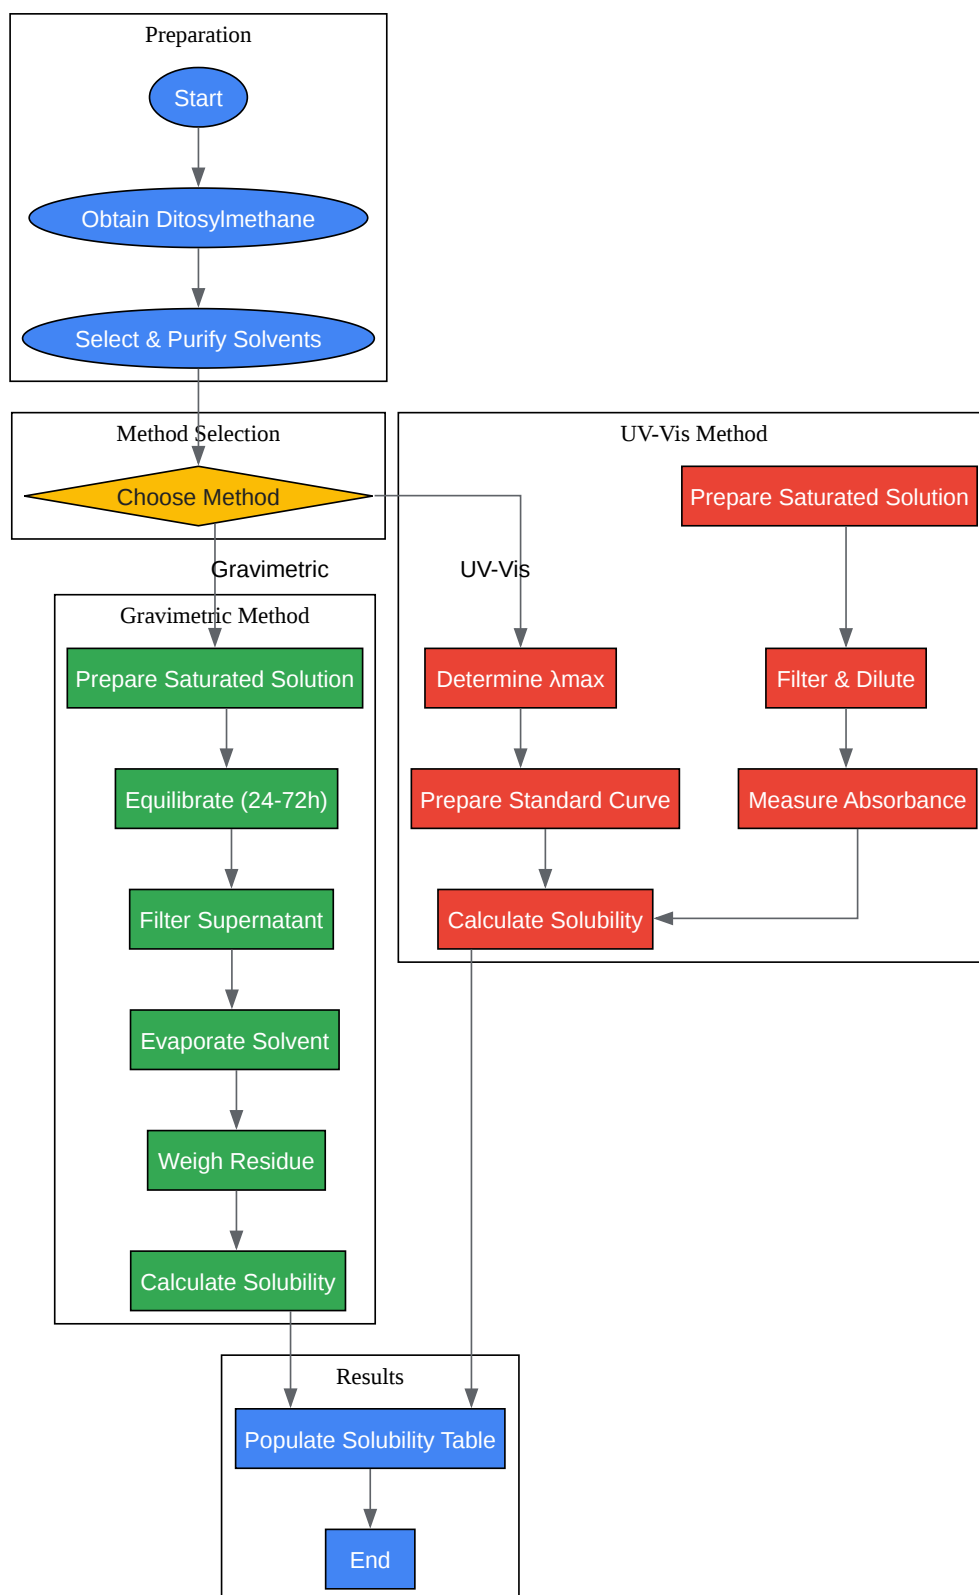 Preparation
Start
Obtain Ditosylmethane
Select & Purify Solvents
Method Selection
Choose Method
Gravimetric
UV-Vis
Gravimetric Method
Prepare Saturated Solution
Equilibrate (24-72h)
Filter Supernatant
Evaporate Solvent
Weigh Residue
Calculate Solubility
UV-Vis Method
Prepare Saturated Solution
Determine λmax
Filter & Dilute
Prepare Standard Curve
Measure Absorbance
Calculate Solubility
Results
Populate Solubility Table
End